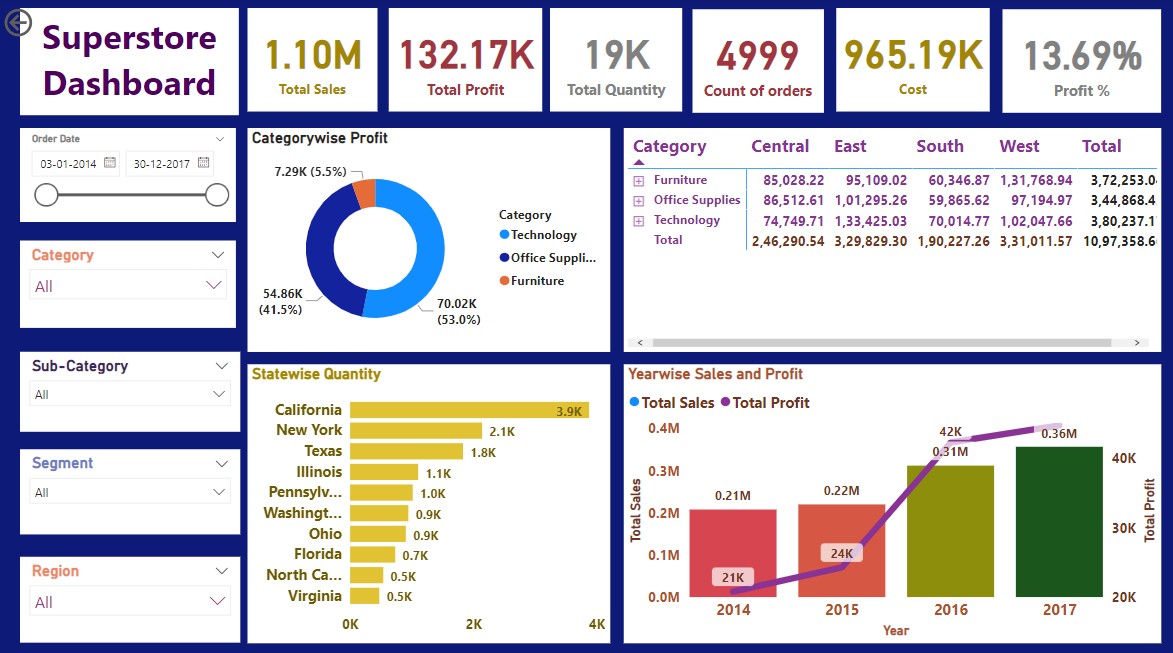 Superstore
Dashboard
1.10M
Total Sales
132.17K
Total Profit
19K
Total Quantity
4999
Count of orders
965.19K
Cost
13.69%
Profit %
Order Date
03-01-2014
30-12-2017
Category
All
Sub-Category
All
Segment
All
Region
All
Categorywise Profit
7.29K (5.5%)
54.86K
(41.5%)
70.02K
(53.0%)
Category
Technology
Office Suppli...
Furniture
Category Central East South West Total
Furniture 85,028.22 95,109.02 60,346.87 1,31,768.94 3,72,253.0
Office Supplies 86,512.61 1,01,295.26 59,865.62 97,194.97 3,44,868.4
Technology 74,749.71 1,33,425.03 70,014.77 1,02,047.66 3,80,237.1
Total 2,46,290.54 3,29,829.30 1,90,227.26 3,31,011.57 10,97,358.6
Statewise Quantity
California 3.9K
New York 2.1K
Texas 1.8K
Illinois 1.1K
Pennsylv... 1.0K
Washingt... 0.9K
Ohio 0.9K
Florida 0.7K
North Ca... 0.5K
Virginia 0.5K
0K 2K 4K
Yearwise Sales and Profit
Total Sales Total Profit
Total Sales
0.4M
0.3M
0.2M
0.1M
0.0M
0.21M
0.22M
0.31M
0.36M
21K
24K
42K
40K
30K
20K
Total Profit
2014 2015 2016 2017
Year